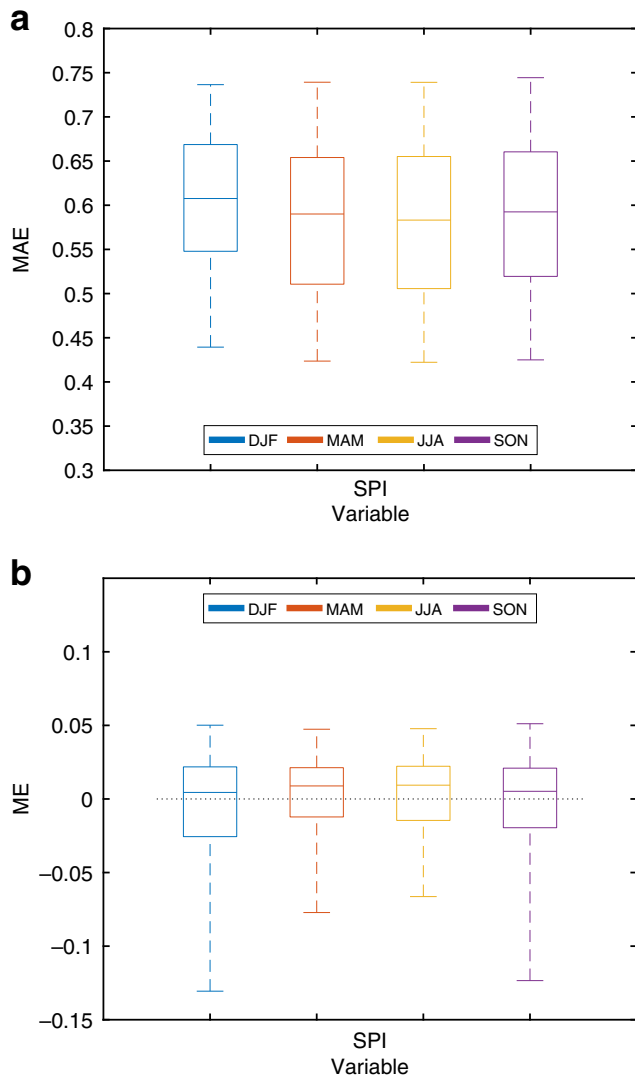 a
0.8
0.75
0.7
0.65
0.6
0.55
0.5
0.45
0.4
0.35
0.3
MAE
DJF MAM JJA SON
SPI
Variable
b
0.1
0.05
0
−0.05
−0.1
−0.15
ME
DJF MAM JJA SON
SPI
Variable